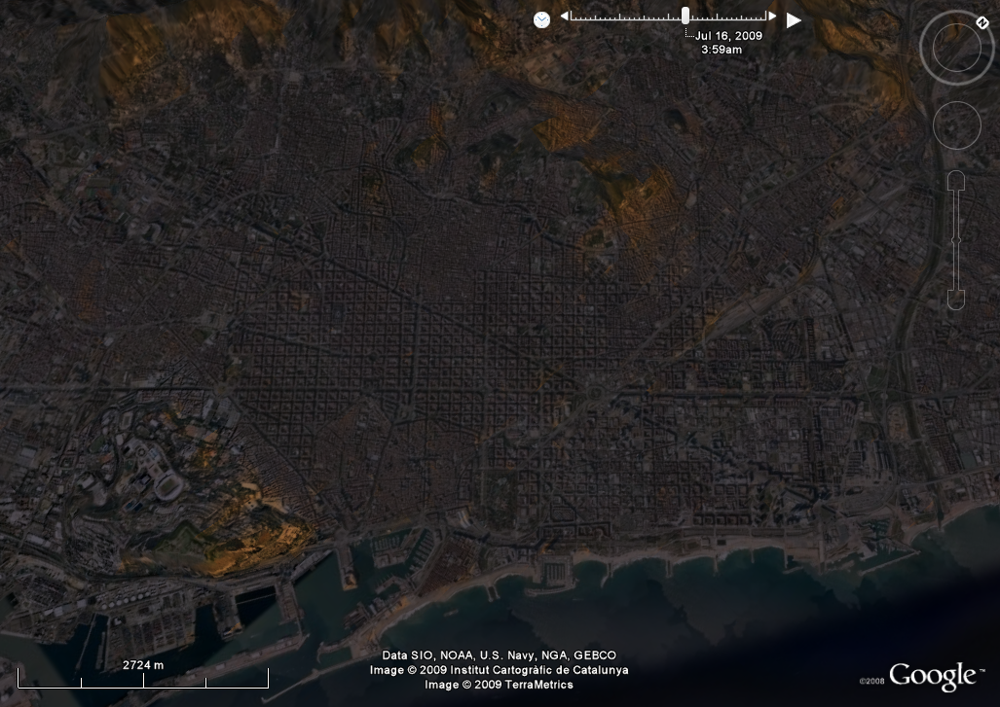 Jul 16, 2009
3:59am
2724 m
Data SIO, NOAA, U.S. Navy, NGA, GEBCO
Image © 2009 Institut Cartogràfic de Catalunya
Image © 2009 TerraMetrics
©2008 Google™